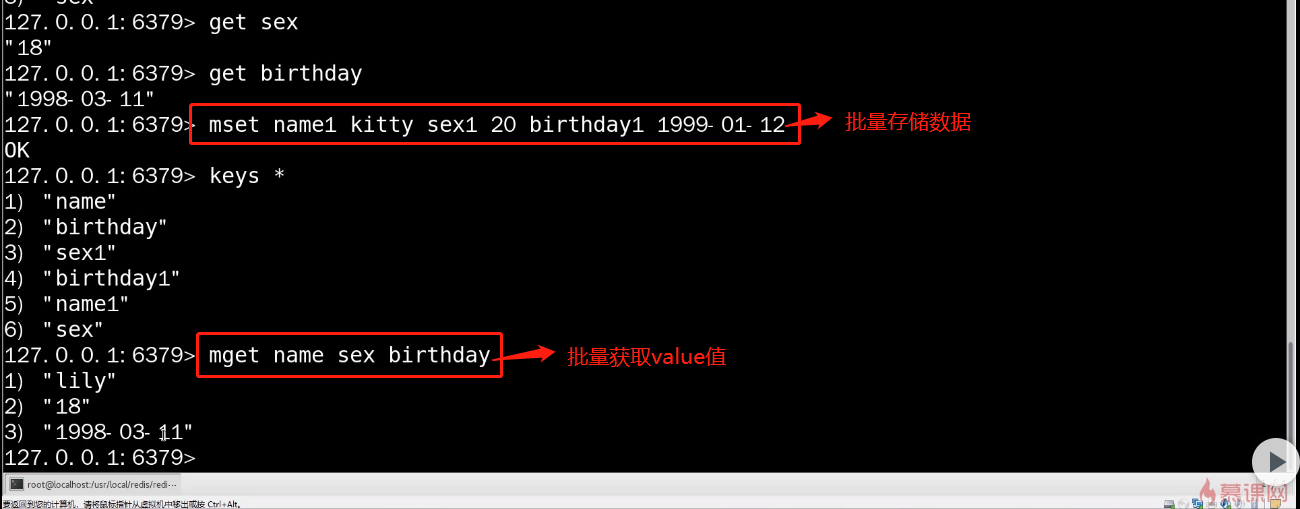 3) "sex"
127.0.0.1:6379> get sex
"18"
127.0.0.1:6379> get birthday
"1998-03-11"
127.0.0.1:6379> mset name1 kitty sex1 20 birthday1 1999-01-12 批量存储数据
OK
127.0.0.1:6379> keys *
1) "name"
2) "birthday"
3) "sex1"
4) "birthday1"
5) "name1"
6) "sex"
127.0.0.1:6379> mget name sex birthday 批量获取value值
1) "lily"
2) "18"
3) "1998-03-11"
127.0.0.1:6379>
root@localhost:/usr/local/redis/redi···
慕课网
要返回到您的计算机，请将鼠标指针从虚拟机中移出或按 Ctrl+Alt。